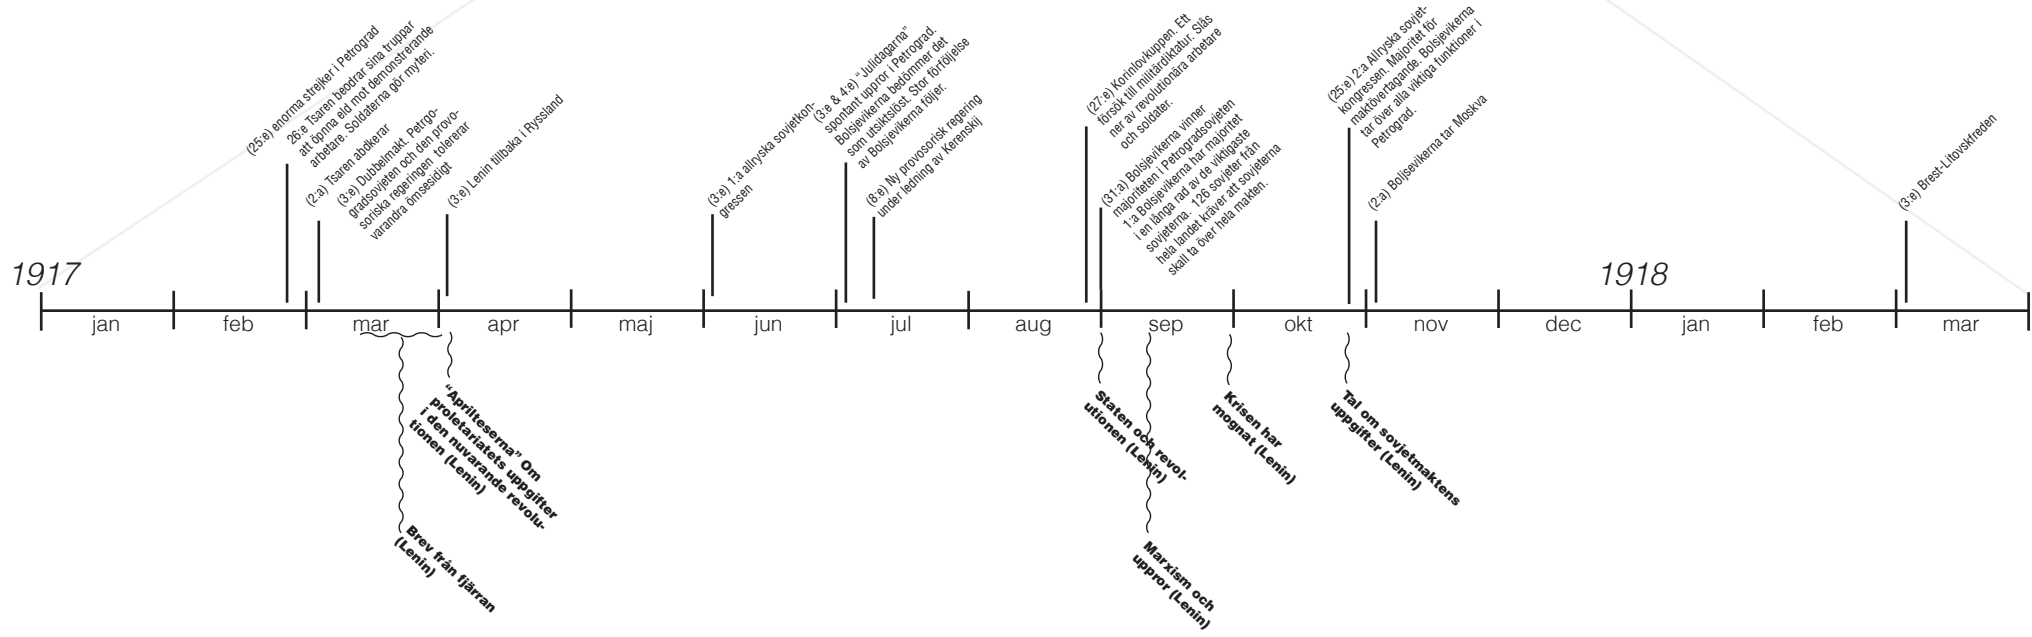 (25:e) enorma strejker i Petrograd
26:e Tsaren beodrar sina truppar
att öpnna eld mot demonstrerande
arbetare. Soldaterna gör myteri.
(2:a) Tsaren abdkerar
(3:e) Dubbelmakt. Petrogradsovjeten
gradsovjeten och den provo-
soriska regeringen tolererar
varandra ömsesidigt
(3:e) Lenin tillbaka i Ryssland
(3:e) 1:a allryska sovjetkon-
gressen
(3:e & 4:e) “Julidagarna”
spontant uppror i Petrograd.
Bolsjevikerna bedömmer det
som utsiktslöst. Stor förföljelse
av Bolsjevikerna följer.
(8:e) Ny provosorisk regering
under ledning av Kerenskij
(27:e) Korinlovkuppen. Ett
försök till militärdiktatur. Slås
ner av revolutionära arbetare
och soldater.
(31:a) Bolsjevikerna vinner
majoriteten i Petrogradsovjeten
1:a Bolsjevikerna har majoritet
i en långa rad av de viktigaste
sovjeterna. 126 sovjeter från
hela landet kräver att sovjeterna
skall ta över hela makten.
(25:e) 2:a Allryska sovjet-
kongressen. Majoritet för
maktövertagande. Bolsjevikerna
tar över alla viktiga funktioner i
Petrograd.
(2:a) Boljsevikerna tar Moskva
(3:e) Brest-Litovskfreden
1917
1918
jan
feb
mar
apr
maj
jun
jul
aug
sep
okt
nov
dec
jan
feb
mar
“Aprilteserna” Om
proletariatets uppgifter
i den nuvarande revolu-
tionen (Lenin)
Brev från fjärran
(Lenin)
Staten och revol-
utionen (Lenin)
Marxism och
uppror (Lenin)
Krisen har
mognat (Lenin)
Tal om sovjetmaktens
uppgifter (Lenin)